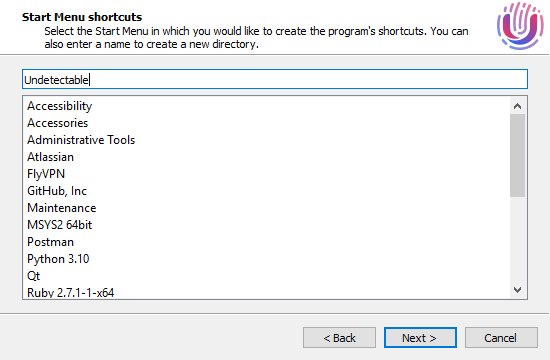 Start Menu shortcuts
Select the Start Menu in which you would like to create the program's shortcuts. You can
also enter a name to create a new directory.
Undetectable
Accessibility
Accessories
Administrative Tools
Atlassian
FlyVPN
GitHub, Inc
Maintenance
MSYS2 64bit
Postman
Python 3.10
Qt
Ruby 2.7.1-1-x64
< Back
Next >
Cancel